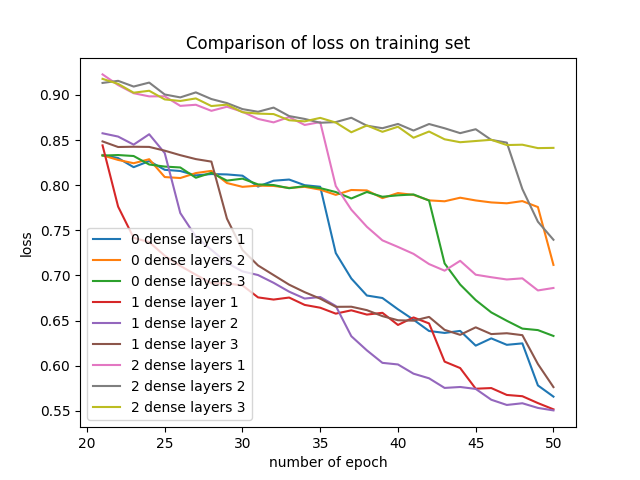 Comparison of loss on training set
loss
0.90
0.85
0.80
0.75
0.70
0.65
0.60
0.55
0 dense layers 1
0 dense layers 2
0 dense layers 3
1 dense layer 1
1 dense layer 2
1 dense layer 3
2 dense layers 1
2 dense layers 2
2 dense layers 3
20 25 30 35 40 45 50
number of epoch